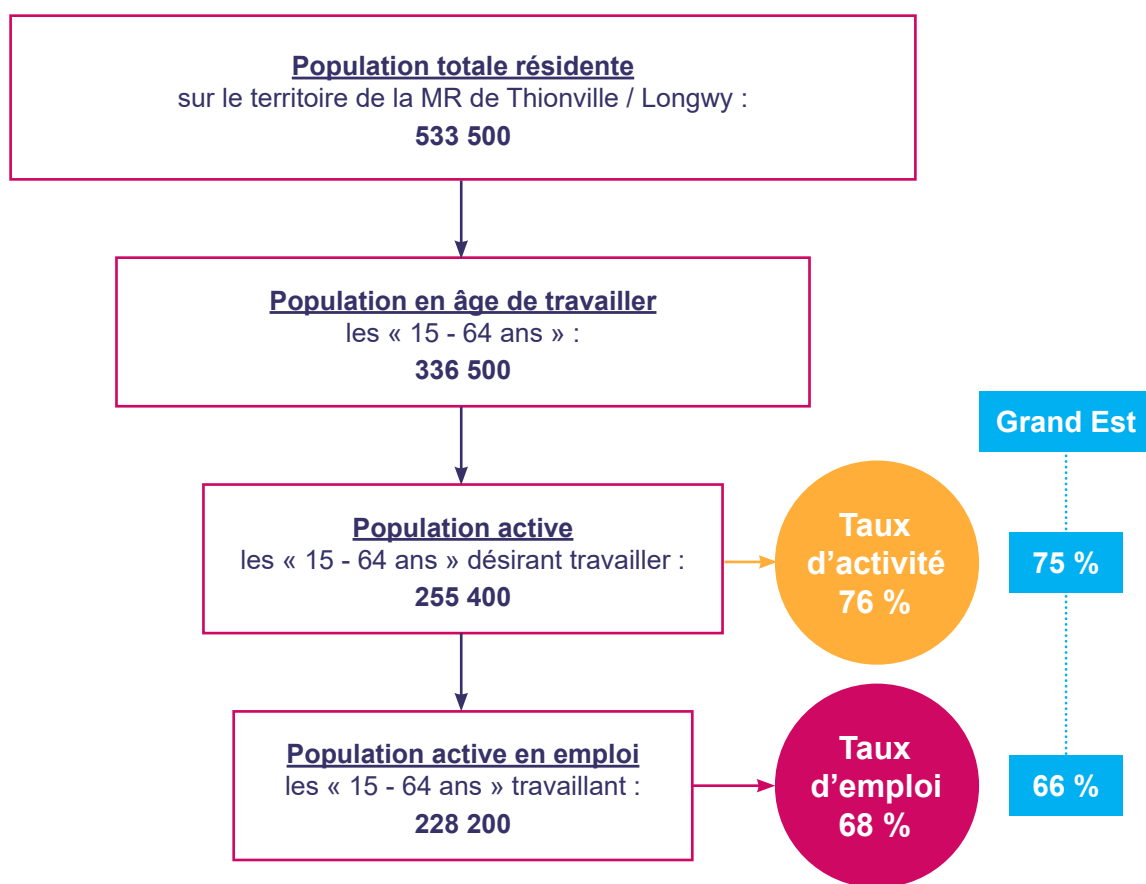 Population totale résidente
sur le territoire de la MR de Thionville / Longwy :
533 500
Population en âge de travailler
les « 15 - 64 ans » :
336 500
Grand Est
Population active
les « 15 - 64 ans » désirant travailler :
255 400
Taux
d’activité
76 %
75 %
Population active en emploi
les « 15 - 64 ans » travaillant :
228 200
Taux
d’emploi
68 %
66 %